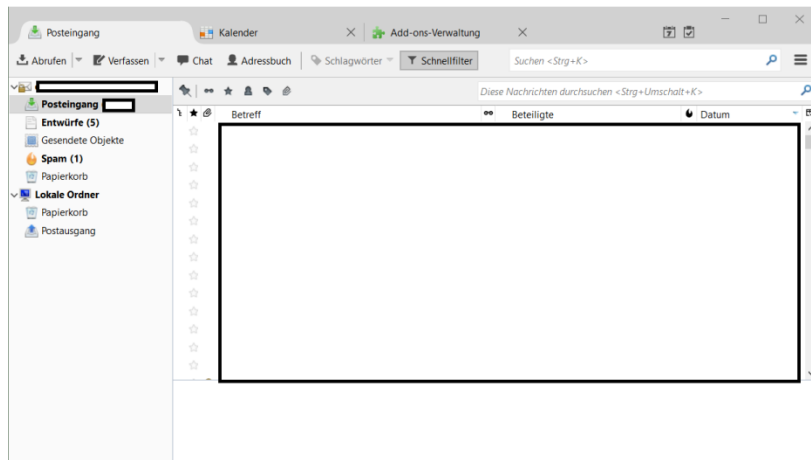 Posteingang Kalender Add-ons-Verwaltung
Abrufen Verfassen Chat Adressbuch Schlagwörter Schnellfilter Suchen <Strg+K>
Diese Nachrichten durchsuchen <Strg+Umschalt+K>
Posteingang
Entwürfe (5)
Gesendete Objekte
Spam (1)
Papierkorb
Lokale Ordner
Papierkorb
Postausgang
Betreff Beteiligte Datum